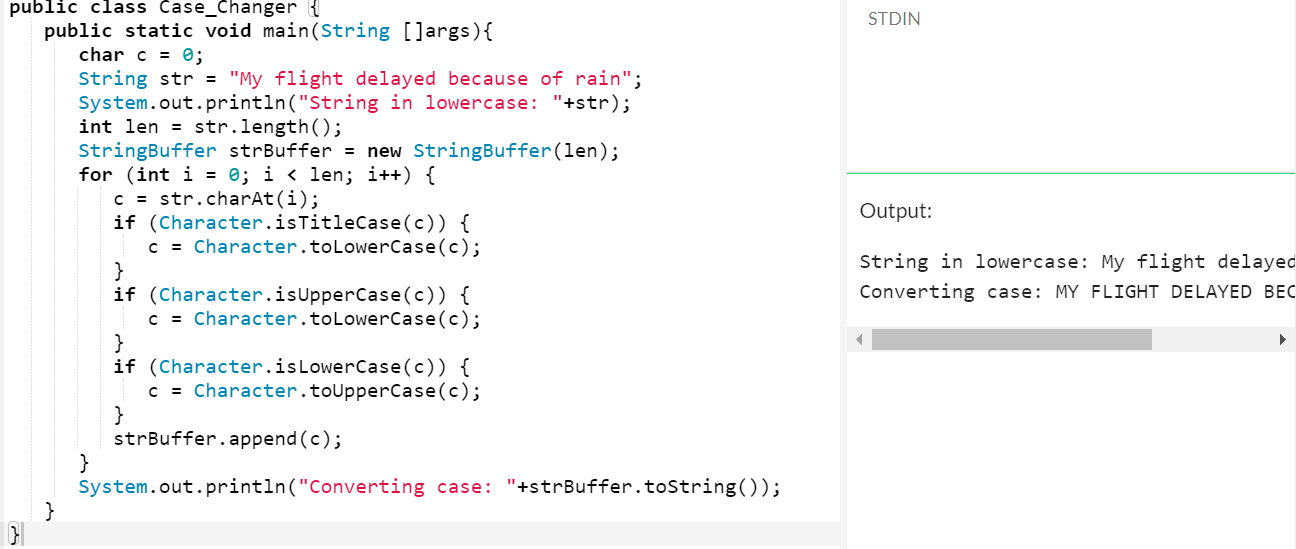 public class Case_Changer {
public static void main(String []args){
char c = 0;
String str = "My flight delayed because of rain";
System.out.println("String in lowercase: "+str);
int len = str.length();
StringBuffer strBuffer = new StringBuffer(len);
for (int i = 0; i < len; i++) {
c = str.charAt(i);
if (Character.isTitleCase(c)) {
c = Character.toLowerCase(c);
}
if (Character.isUpperCase(c)) {
c = Character.toLowerCase(c);
}
if (Character.isLowerCase(c)) {
c = Character.toUpperCase(c);
}
strBuffer.append(c);
}
System.out.println("Converting case: "+strBuffer.toString());
}
}
STDIN
Output:
String in lowercase: My flight delayed
Converting case: MY FLIGHT DELAYED BEC